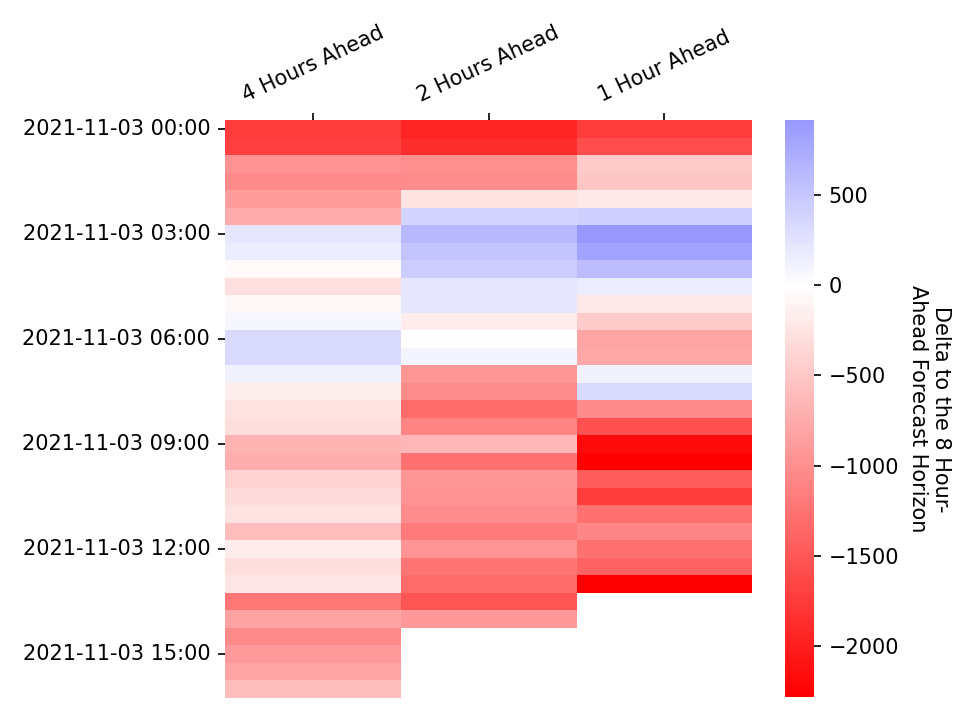 4 Hours Ahead
2 Hours Ahead
1 Hour Ahead
2021-11-03 00:00
2021-11-03 03:00
2021-11-03 06:00
2021-11-03 09:00
2021-11-03 12:00
2021-11-03 15:00
500
0
−500
−1000
−1500
−2000
Delta to the 8 Hour-
Ahead Forecast Horizon